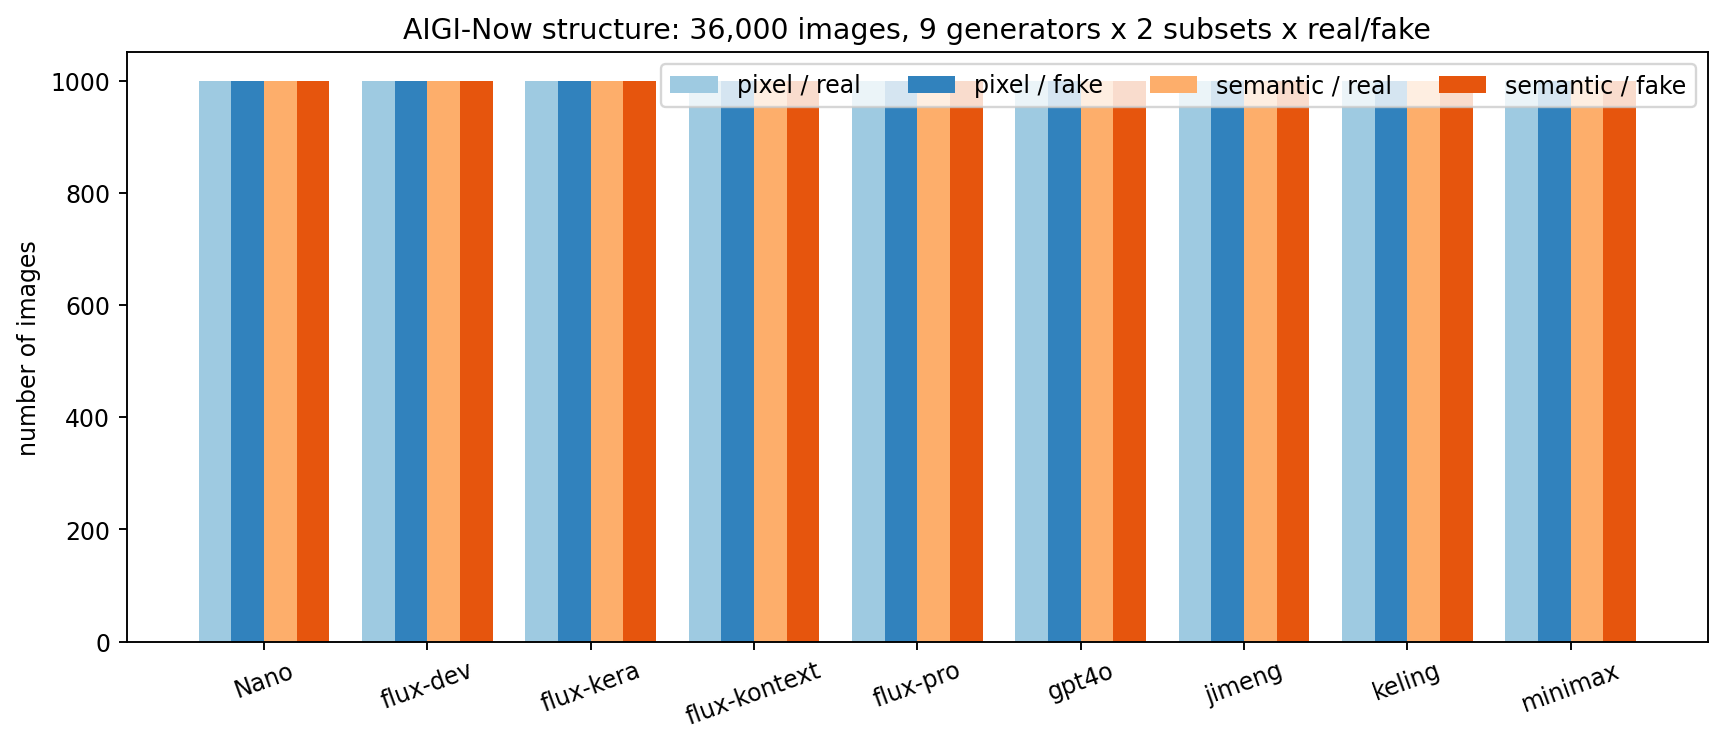 AIGI-Now structure: 36,000 images, 9 generators x 2 subsets x real/fake
pixel / real pixel / fake semantic / real semantic / fake
number of images
1000
800
600
400
200
0
Nano flux-dev flux-kera flux-kontext flux-pro gpt4o jimeng keling minimax